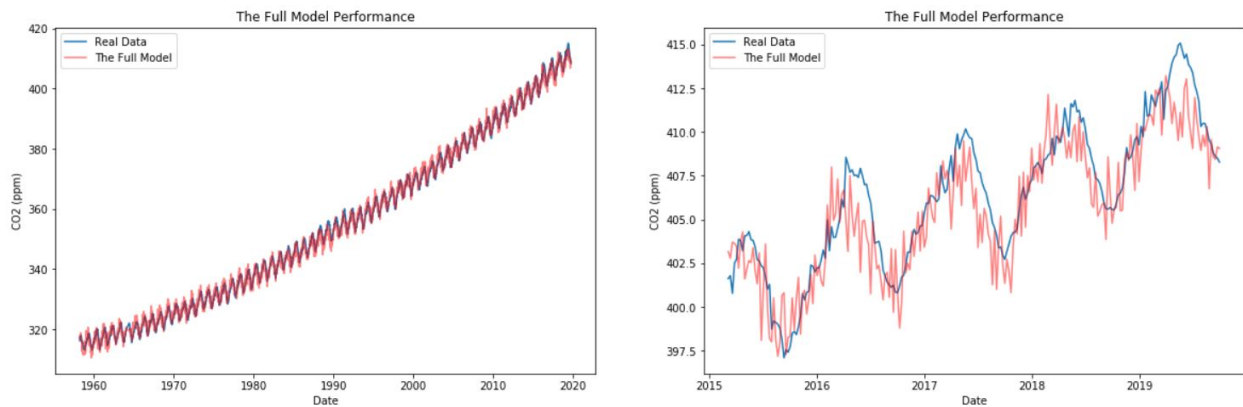 The Full Model Performance
Real Data
The Full Model
420
400
380
360
340
320
CO2 (ppm)
1960 1970 1980 1990 2000 2010 2020
Date
The Full Model Performance
Real Data
The Full Model
415.0
412.5
410.0
407.5
405.0
402.5
400.0
397.5
CO2 (ppm)
2015 2016 2017 2018 2019
Date